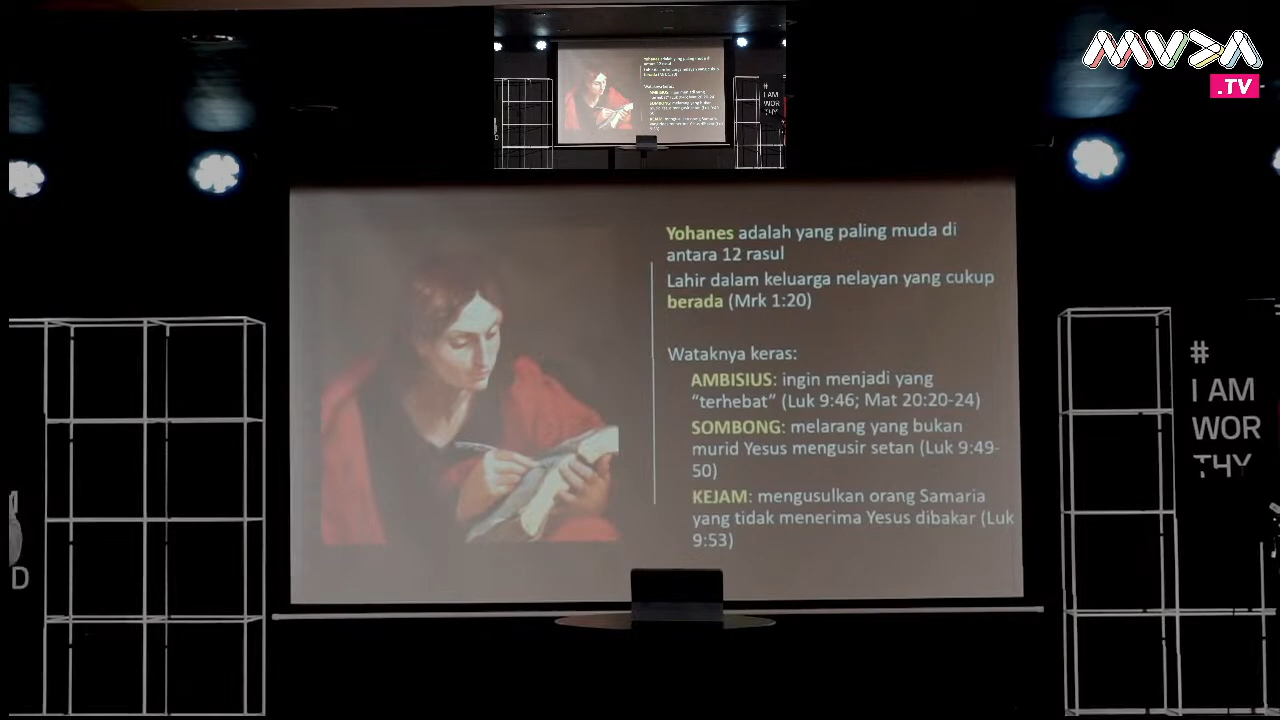 MVDA
.TV
Yohanes adalah yang paling muda di
antara 12 rasul
Lahir dalam keluarga nelayan yang cukup
berada (Mrk 1:20)
Wataknya keras:
AMBISIUS: ingin menjadi yang
“terhebat” (Luk 9:46; Mat 20:20-24)
SOMBONG: melarang yang bukan
murid Yesus mengusir setan (Luk 9:49-
50)
KEJAM: mengusulkan orang Samaria
yang tidak menerima Yesus dibakar (Luk
9:53)
#
I AM
WOR
THY
D